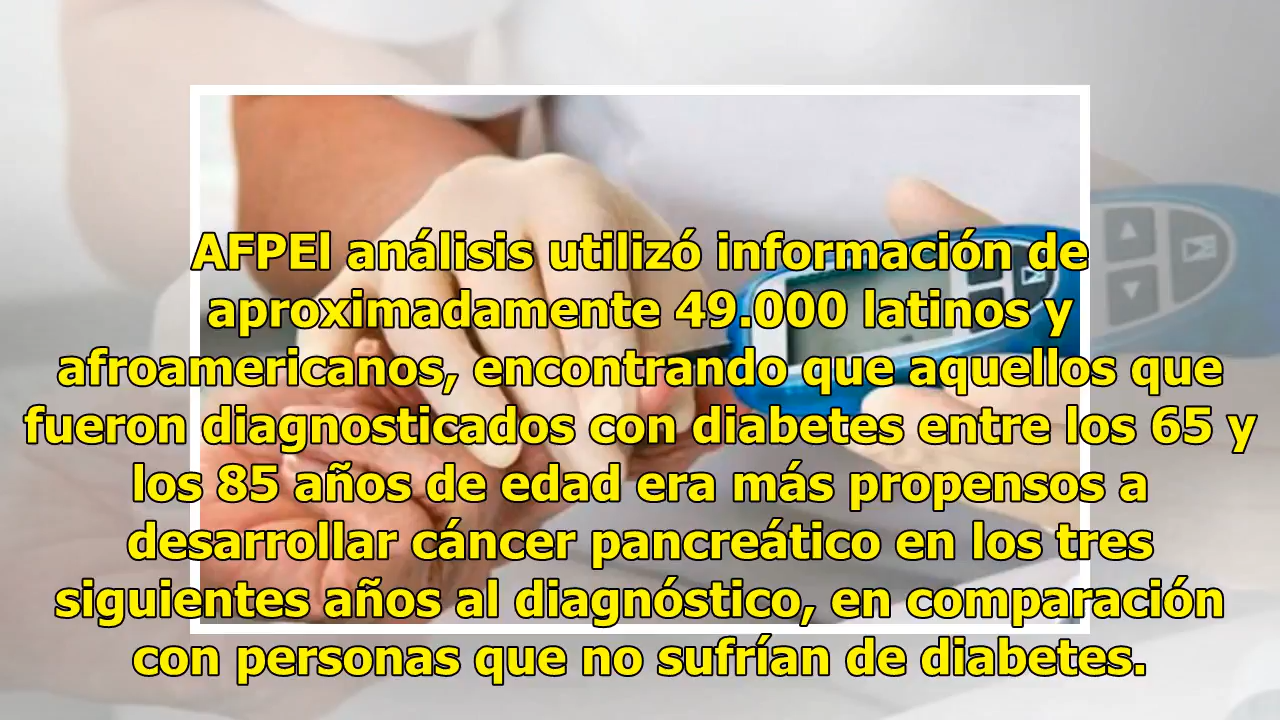 AFPEl análisis utilizó información de
aproximadamente 49.000 latinos y
afroamericanos, encontrando que aquellos que
fueron diagnosticados con diabetes entre los 65 y
los 85 años de edad era más propensos a
desarrollar cáncer pancreático en los tres
siguientes años al diagnóstico, en comparación
con personas que no sufrían de diabetes.